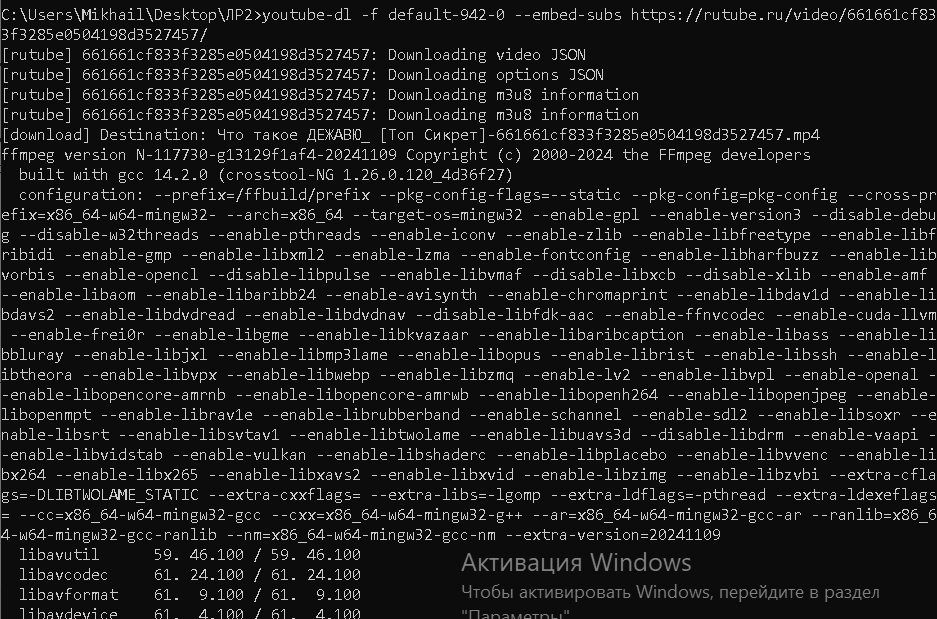 C:\Users\Mikhail\Desktop\ЛР2>youtube-dl -f default-942-0 --embed-subs https://rutube.ru/video/661661cf83
3f3285e0504198d3527457/
[rutube] 661661cf833f3285e0504198d3527457: Downloading video JSON
[rutube] 661661cf833f3285e0504198d3527457: Downloading options JSON
[rutube] 661661cf833f3285e0504198d3527457: Downloading m3u8 information
[rutube] 661661cf833f3285e0504198d3527457: Downloading m3u8 information
[download] Destination: Что такое ДЕЖАВЮ_ [Топ Сикрет]-661661cf833f3285e0504198d3527457.mp4
ffmpeg version N-117730-g13129f1af4-20241109 Copyright (c) 2000-2024 the FFmpeg developers
  built with gcc 14.2.0 (crosstool-NG 1.26.0.120_4d36f27)
  configuration: --prefix=/ffbuild/prefix --pkg-config-flags=--static --pkg-config=pkg-config --cross-pr
efix=x86_64-w64-mingw32- --arch=x86_64 --target-os=mingw32 --enable-gpl --enable-version3 --disable-debu
g --disable-w32threads --enable-pthreads --enable-iconv --enable-zlib --enable-libfreetype --enable-libf
ribidi --enable-gmp --enable-libxml2 --enable-lzma --enable-fontconfig --enable-libharfbuzz --enable-lib
vorbis --enable-opencl --disable-libpulse --enable-libvmaf --disable-libxcb --disable-xlib --enable-amf
--enable-libaom --enable-libaribb24 --enable-avisynth --enable-chromaprint --enable-libdav1d --enable-li
bdavs2 --enable-libdvdread --enable-libdvdnav --disable-libfdk-aac --enable-ffnvcodec --enable-cuda-llvm
 --enable-frei0r --enable-libgme --enable-libkvazaar --enable-libaribcaption --enable-libass --enable-li
bbluray --enable-libjxl --enable-libmp3lame --enable-libopus --enable-librist --enable-libssh --enable-l
ibtheora --enable-libvpx --enable-libwebp --enable-libzmq --enable-lv2 --enable-libvpl --enable-openal -
-enable-libopencore-amrnb --enable-libopencore-amrwb --enable-libopenh264 --enable-libopenjpeg --enable-
libopenmpt --enable-librav1e --enable-librubberband --enable-schannel --enable-sdl2 --enable-libsoxr --e
nable-libsrt --enable-libsvtav1 --enable-libtwolame --enable-libuavs3d --disable-libdrm --enable-vaapi -
-enable-libvidstab --enable-vulkan --enable-libshaderc --enable-libplacebo --enable-libvvenc --enable-li
bx264 --enable-libx265 --enable-libxavs2 --enable-libxvid --enable-libzimg --enable-libzvbi --extra-cfla
gs=-DLIBTWOLAME_STATIC --extra-cxxflags= --extra-libs=-lgomp --extra-ldflags=-pthread --extra-ldexeflags
= --cc=x86_64-w64-mingw32-gcc --cxx=x86_64-w64-mingw32-g++ --ar=x86_64-w64-mingw32-gcc-ar --ranlib=x86_6
4-w64-mingw32-gcc-ranlib --nm=x86_64-w64-mingw32-gcc-nm --extra-version=20241109
  libavutil      59. 46.100 / 59. 46.100
  libavcodec     61. 24.100 / 61. 24.100
  libavformat    61.  9.100 / 61.  9.100
  libavdevice    61.  4.100 / 61.  4.100
Активация Windows
Чтобы активировать Windows, перейдите в раздел
"Параметры"